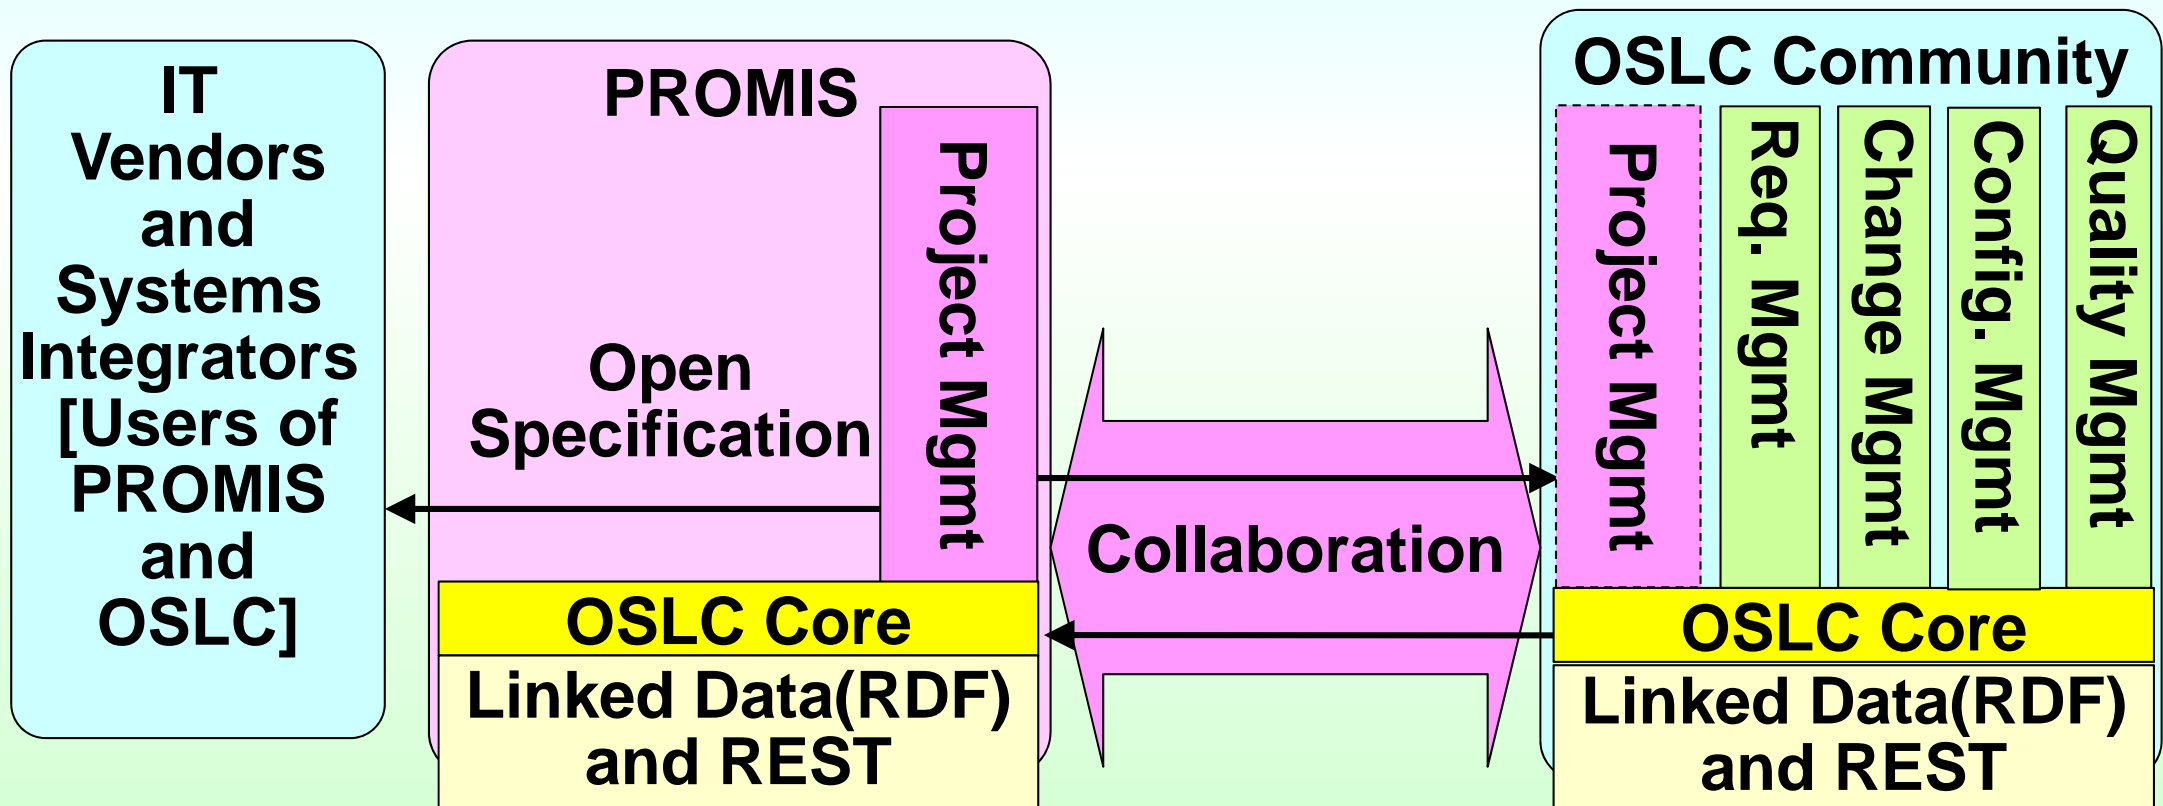 IT
Vendors
and
Systems
Integrators
[Users of
PROMIS
and
OSLC]
PROMIS
Project Mgmt
Open
Specification
OSLC Core
Linked Data(RDF)
and REST
Collaboration
OSLC Community
Project Mgmt
Req. Mgmt
Change Mgmt
Config. Mgmt
Quality Mgmt
OSLC Core
Linked Data(RDF)
and REST